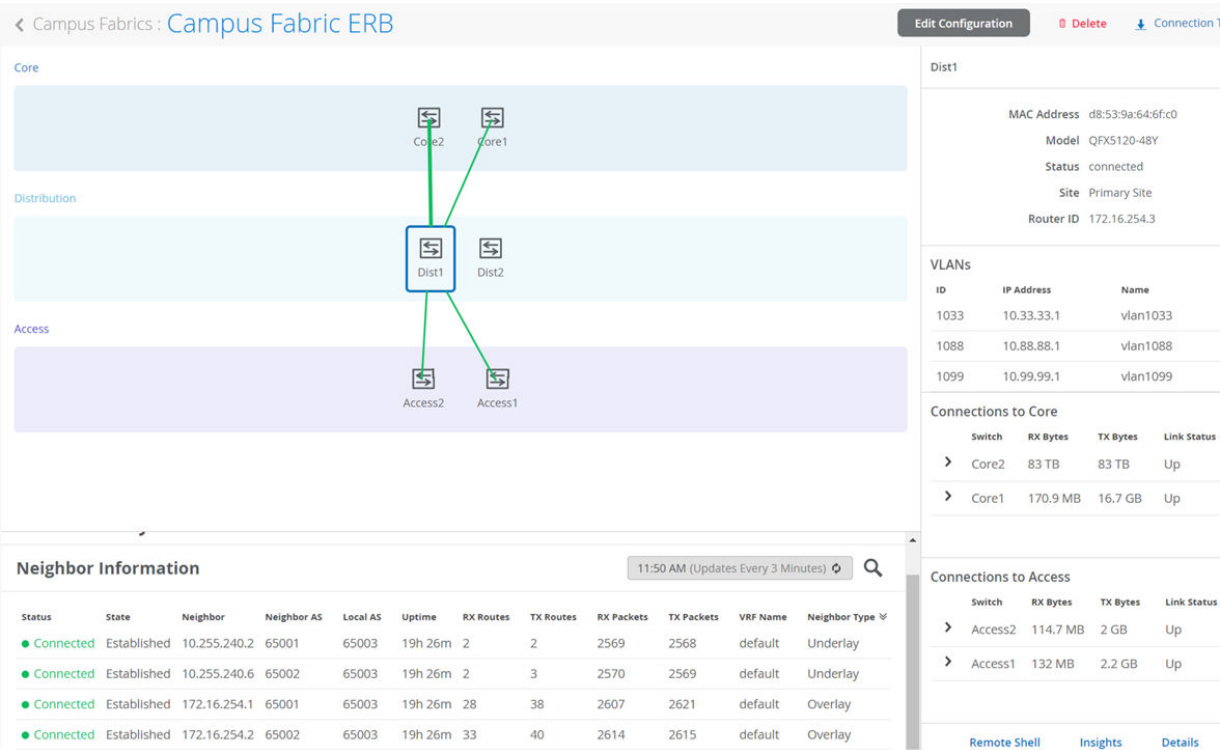 Campus Fabrics : Campus Fabric ERB
Edit Configuration Delete Connection T
Core
Core2 Core1
Distribution
Dist1 Dist2
Access
Access2 Access1
Dist1
MAC Address d8:53:9a:64:6f:c0
Model QFX5120-48Y
Status connected
Site Primary Site
Router ID 172.16.254.3
VLANs
ID IP Address Name
1033 10.33.33.1 vlan1033
1088 10.88.88.1 vlan1088
1099 10.99.99.1 vlan1099
Connections to Core
Switch RX Bytes TX Bytes Link Status
Core2 83 TB 83 TB Up
Core1 170.9 MB 16.7 GB Up
Connections to Access
Switch RX Bytes TX Bytes Link Status
Access2 114.7 MB 2 GB Up
Access1 132 MB 2.2 GB Up
Remote Shell Insights Details
Neighbor Information
11:50 AM (Updates Every 3 Minutes)
Status State Neighbor Neighbor AS Local AS Uptime RX Routes TX Routes RX Packets TX Packets VRF Name Neighbor Type
Connected Established 10.255.240.2 65001 65003 19h 26m 2 2 2569 2568 default Underlay
Connected Established 10.255.240.6 65002 65003 19h 26m 2 3 2570 2569 default Underlay
Connected Established 172.16.254.1 65001 65003 19h 26m 28 38 2607 2621 default Overlay
Connected Established 172.16.254.2 65002 65003 19h 26m 33 40 2614 2615 default Overlay